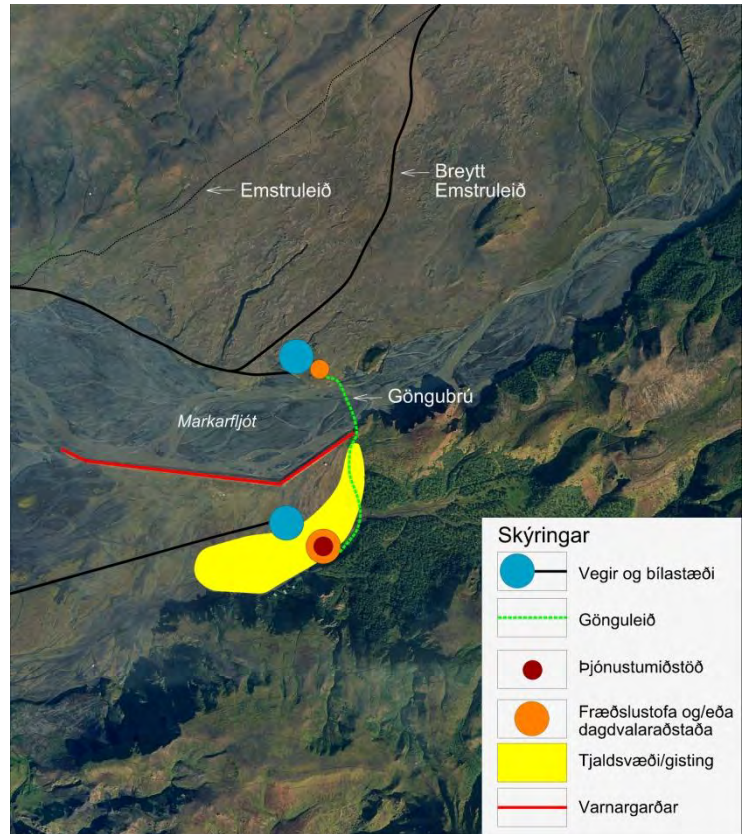 Emstruleið
Breytt
Emstruleið
Göngubrú
Markarfljót
Skýringar
Vegir og bílastæði
Gönguleið
Þjónustumiðstöð
Fræðslustofa og/eða
dagdvalaraðstaða
Tjaldsvæði/gisting
Varnargarðar